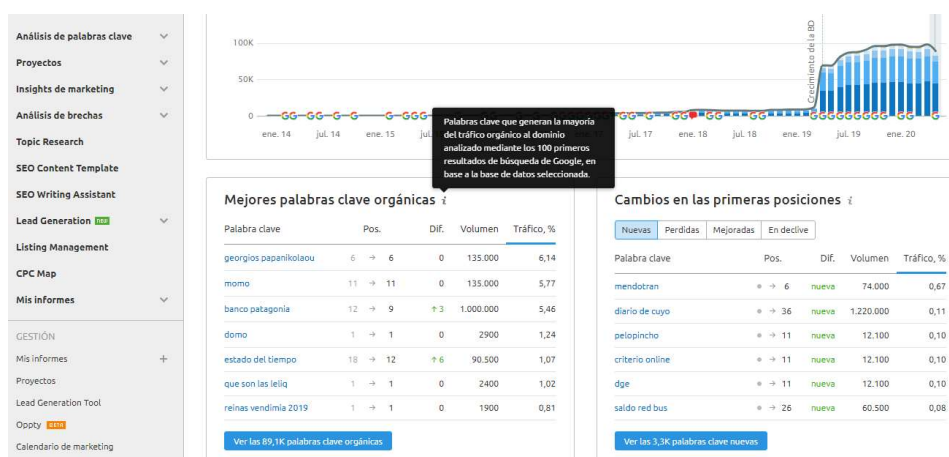 Análisis de palabras clave
Proyectos
Insights de marketing
Análisis de brechas
Topic Research
SEO Content Template
SEO Writing Assistant
Lead Generation new
Listing Management
CPC Map
Mis informes
GESTIÓN
Mis informes +
Proyectos
Lead Generation Tool
Oppty BETA
Calendario de marketing
100K
50K
0
Crecimiento de la BD
ene. 14 jul. 14 ene. 15 jul. 17 ene. 18 jul. 18 ene. 19 jul. 19 ene. 20
Palabras clave que generan la mayoría
del tráfico orgánico al dominio
analizado mediante los 100 primeros
resultados de búsqueda de Google, en
base a la base de datos seleccionada.
Mejores palabras clave orgánicas i
Palabra clave Pos. Dif. Volumen Tráfico, %
georgios papanikolaou 6 → 6 0 135.000 6,14
momo 11 → 11 0 135.000 5,77
banco patagonia 12 → 9 ↑3 1.000.000 5,46
domo 1 → 1 0 2900 1,24
estado del tiempo 18 → 12 ↑6 90.500 1,07
que son las leliq 1 → 1 0 2400 1,02
reinas vendimia 2019 1 → 1 0 1900 0,81
Ver las 89,1K palabras clave orgánicas
Cambios en las primeras posiciones i
Nuevas Perdidas Mejoradas En declive
Palabra clave Pos. Dif. Volumen Tráfico, %
mendotran • → 6 nueva 74.000 0,67
diario de cuyo • → 36 nueva 1.220.000 0,11
pelopincho • → 11 nueva 12.100 0,10
criterio online • → 11 nueva 12.100 0,10
dge • → 11 nueva 12.100 0,10
saldo red bus • → 26 nueva 60.500 0,08
Ver las 3,3K palabras clave nuevas